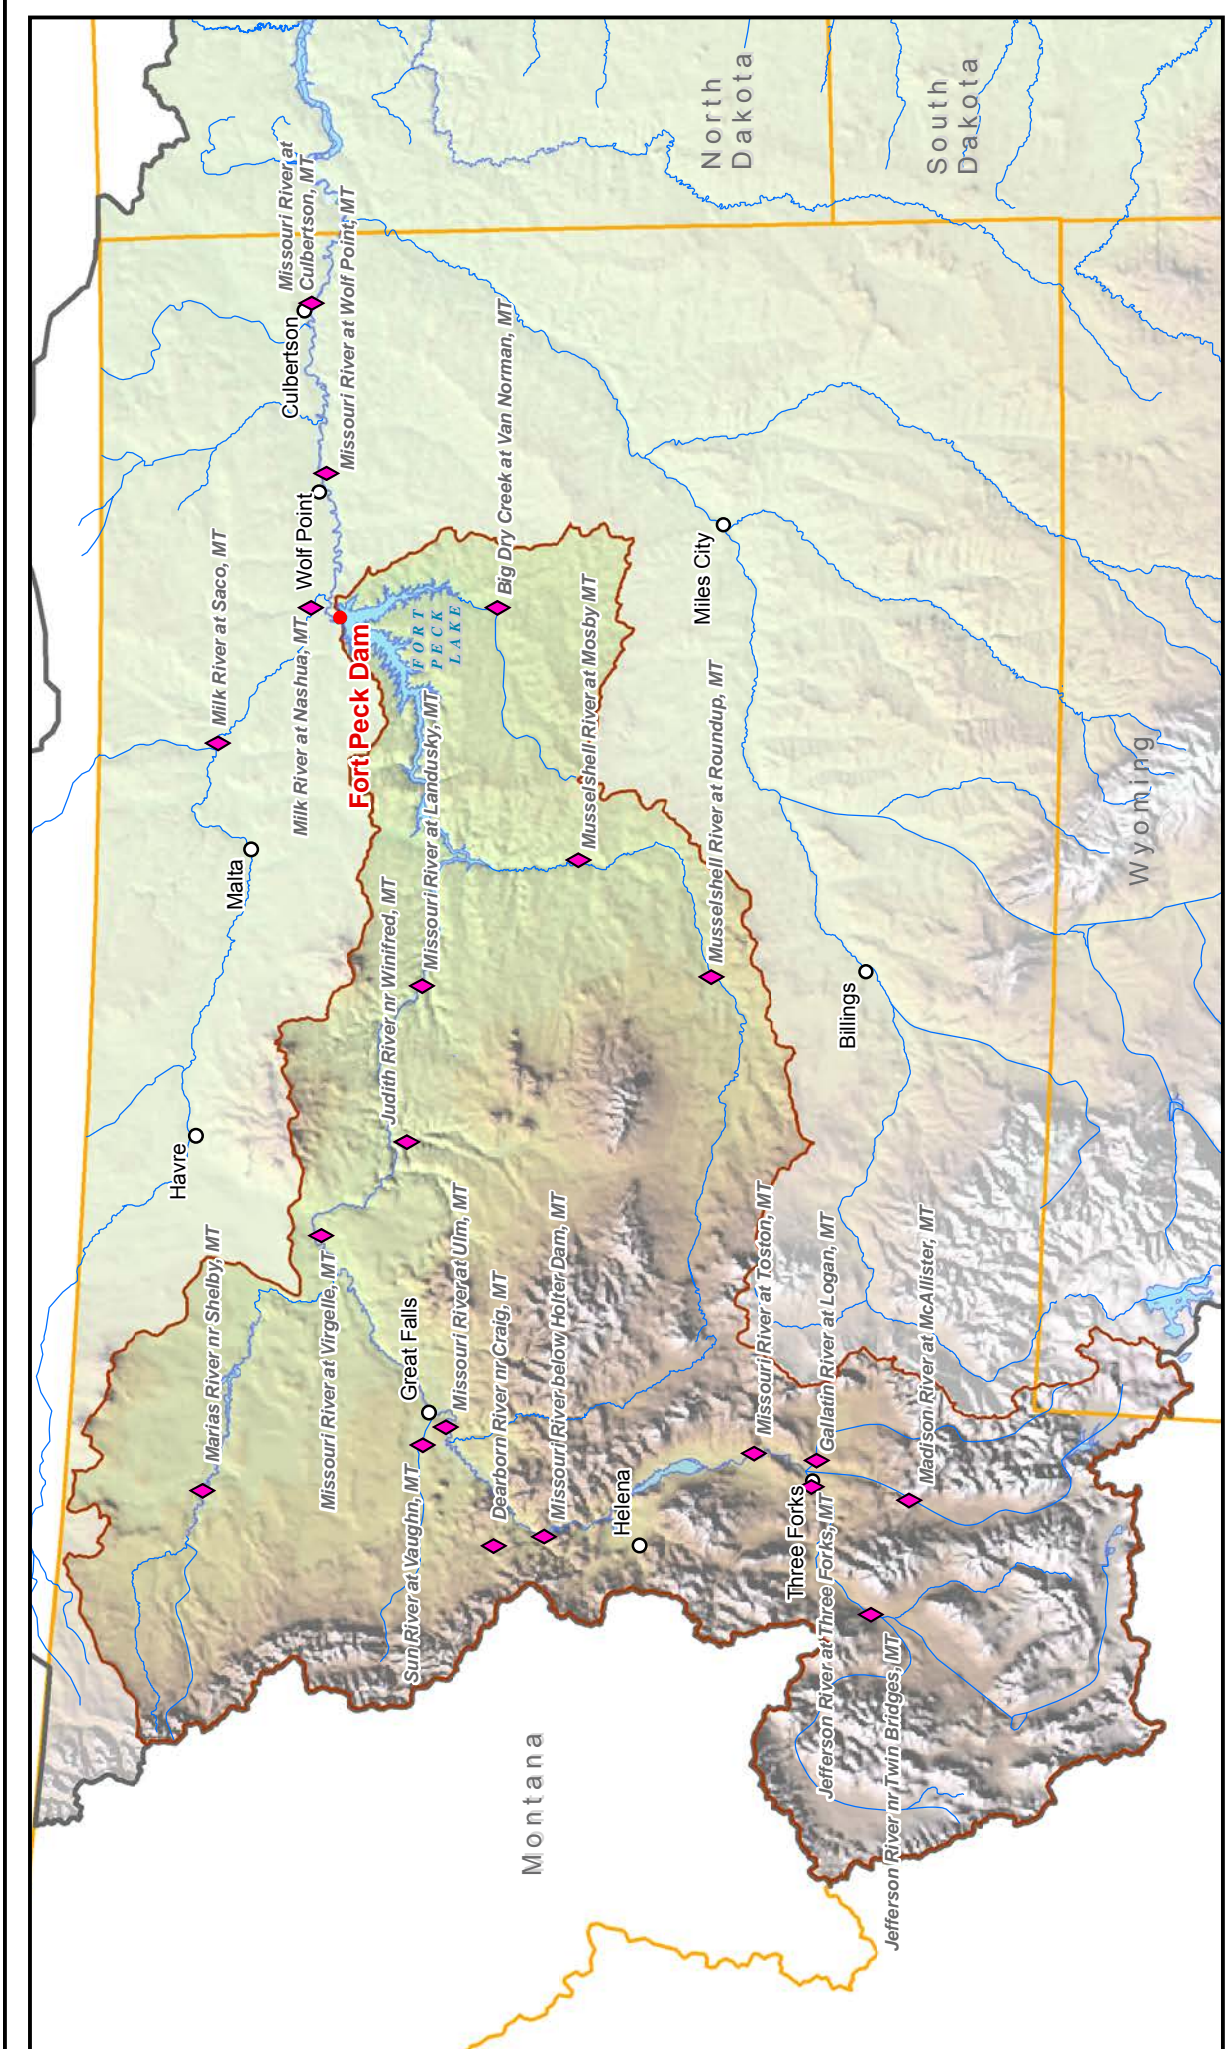 Montana
North
Dakota
South
Dakota
Wyoming
Havre
Malta
Wolf Point
Culbertson
Great Falls
Helena
Three Forks
Billings
Miles City
Fort Peck Dam
FORT
PECK
LAKE
Marias River nr Shelby, MT
Milk River at Saco, MT
Milk River at Nashua, MT
Missouri River at
Culbertson, MT
Missouri River at Wolf Point, MT
Missouri River at Virgelle, MT
Judith River nr Winifred, MT
Missouri River at Landusky, MT
Big Dry Creek at Van Norman, MT
Sun River at Vaughn, MT
Missouri River at Ulm, MT
Dearborn River nr Craig, MT
Missouri River below Holter Dam, MT
Musselshell River at Mosby MT
Musselshell River at Roundup, MT
Missouri River at Toston, MT
Gallatin River at Logan, MT
Jefferson River at Three Forks, MT
Madison River at McAllister, MT
Jefferson River nr Twin Bridges, MT